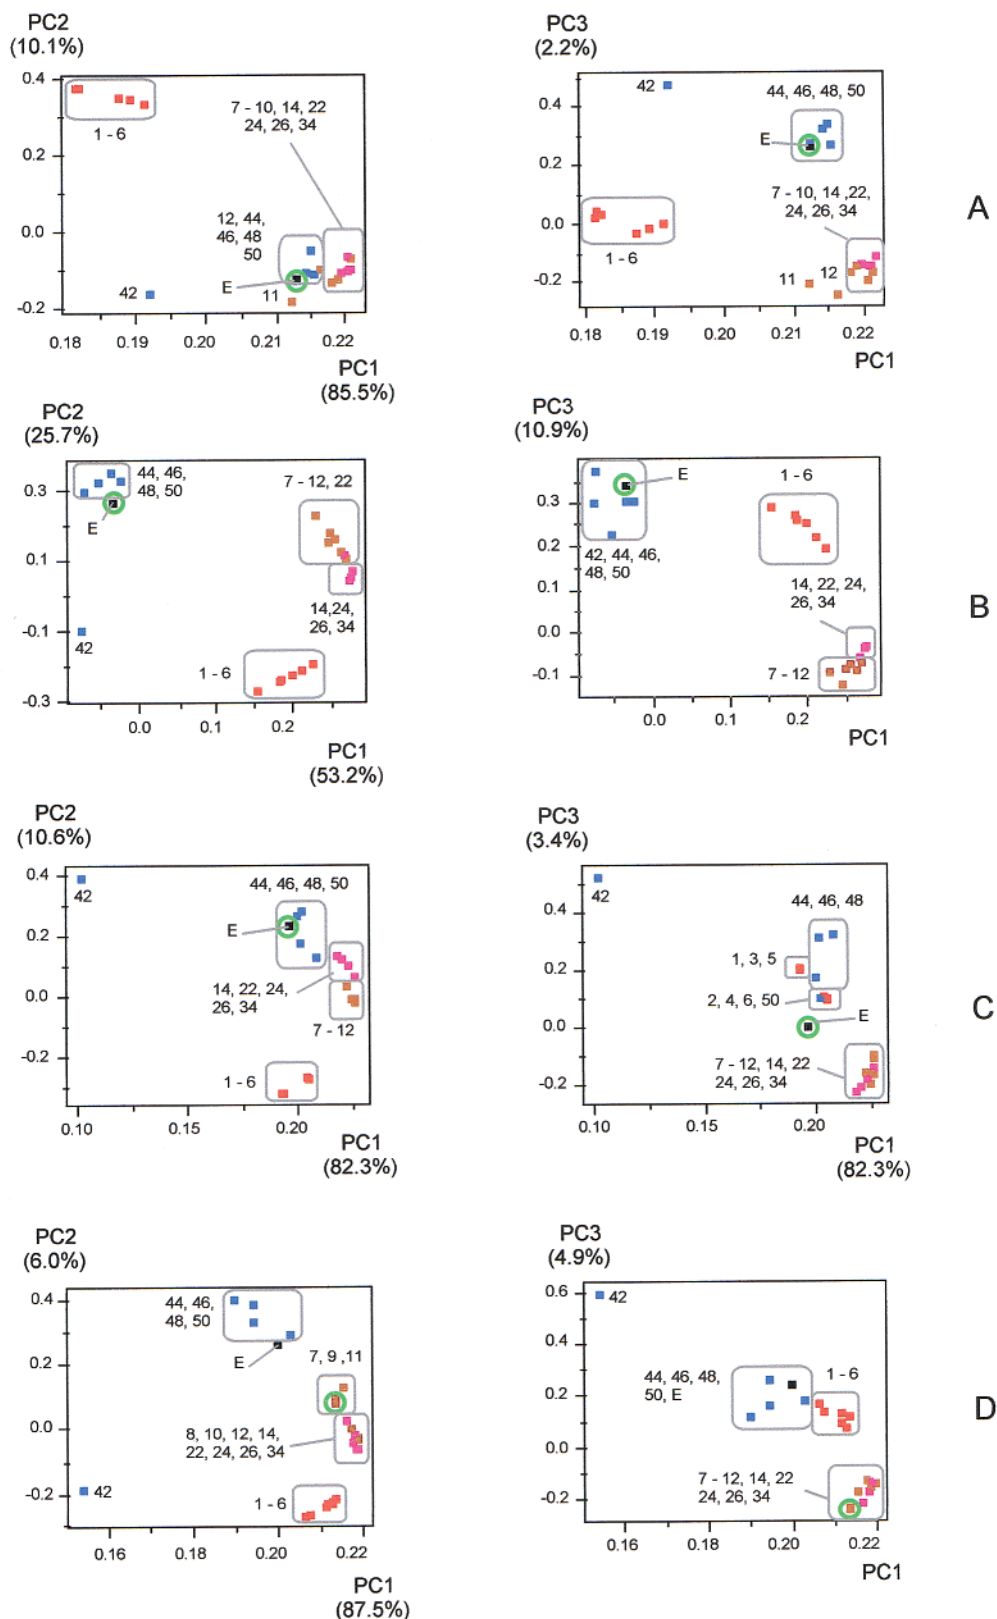 PC2
(10.1%)
0.4
0.2
0.0
-0.2
1 - 6
7 - 10, 14, 22
24, 26, 34
12, 44,
46, 48
50
E
42
11
0.18
0.19
0.20
0.21
0.22
PC1
(85.5%)
PC3
(2.2%)
0.4
0.2
0.0
-0.2
42
44, 46, 48, 50
E
7 - 10, 14 ,22,
24, 26, 34
1 - 6
11
12
0.18
0.19
0.20
0.21
0.22
PC1
A
PC2
(25.7%)
0.3
0.1
-0.1
-0.3
44, 46,
48, 50
E
7 - 12, 22
14,24,
26, 34
42
1 - 6
0.0
0.1
0.2
PC1
(53.2%)
PC3
(10.9%)
0.3
0.2
0.1
0.0
-0.1
E
1 - 6
42, 44, 46,
48, 50
14, 22, 24,
26, 34
7 - 12
0.0
0.1
0.2
PC1
B
PC2
(10.6%)
0.4
0.2
0.0
-0.2
42
44, 46, 48, 50
E
14, 22, 24,
26, 34
7 - 12
1 - 6
0.10
0.15
0.20
PC1
(82.3%)
PC3
(3.4%)
0.4
0.2
0.0
-0.2
42
44, 46, 48
1, 3, 5
2, 4, 6, 50
E
7 - 12, 14, 22
24, 26, 34
0.10
0.15
0.20
PC1
(82.3%)
C
PC2
(6.0%)
0.4
0.2
0.0
-0.2
44, 46,
48, 50
E
7, 9 ,11
8, 10, 12, 14,
22, 24, 26, 34
42
1 - 6
0.16
0.18
0.20
0.22
PC1
(87.5%)
PC3
(4.9%)
0.6
0.4
0.2
0.0
-0.2
42
44, 46, 48,
50, E
1 - 6
7 - 12, 14, 22
24, 26, 34
0.16
0.18
0.20
0.22
PC1
D